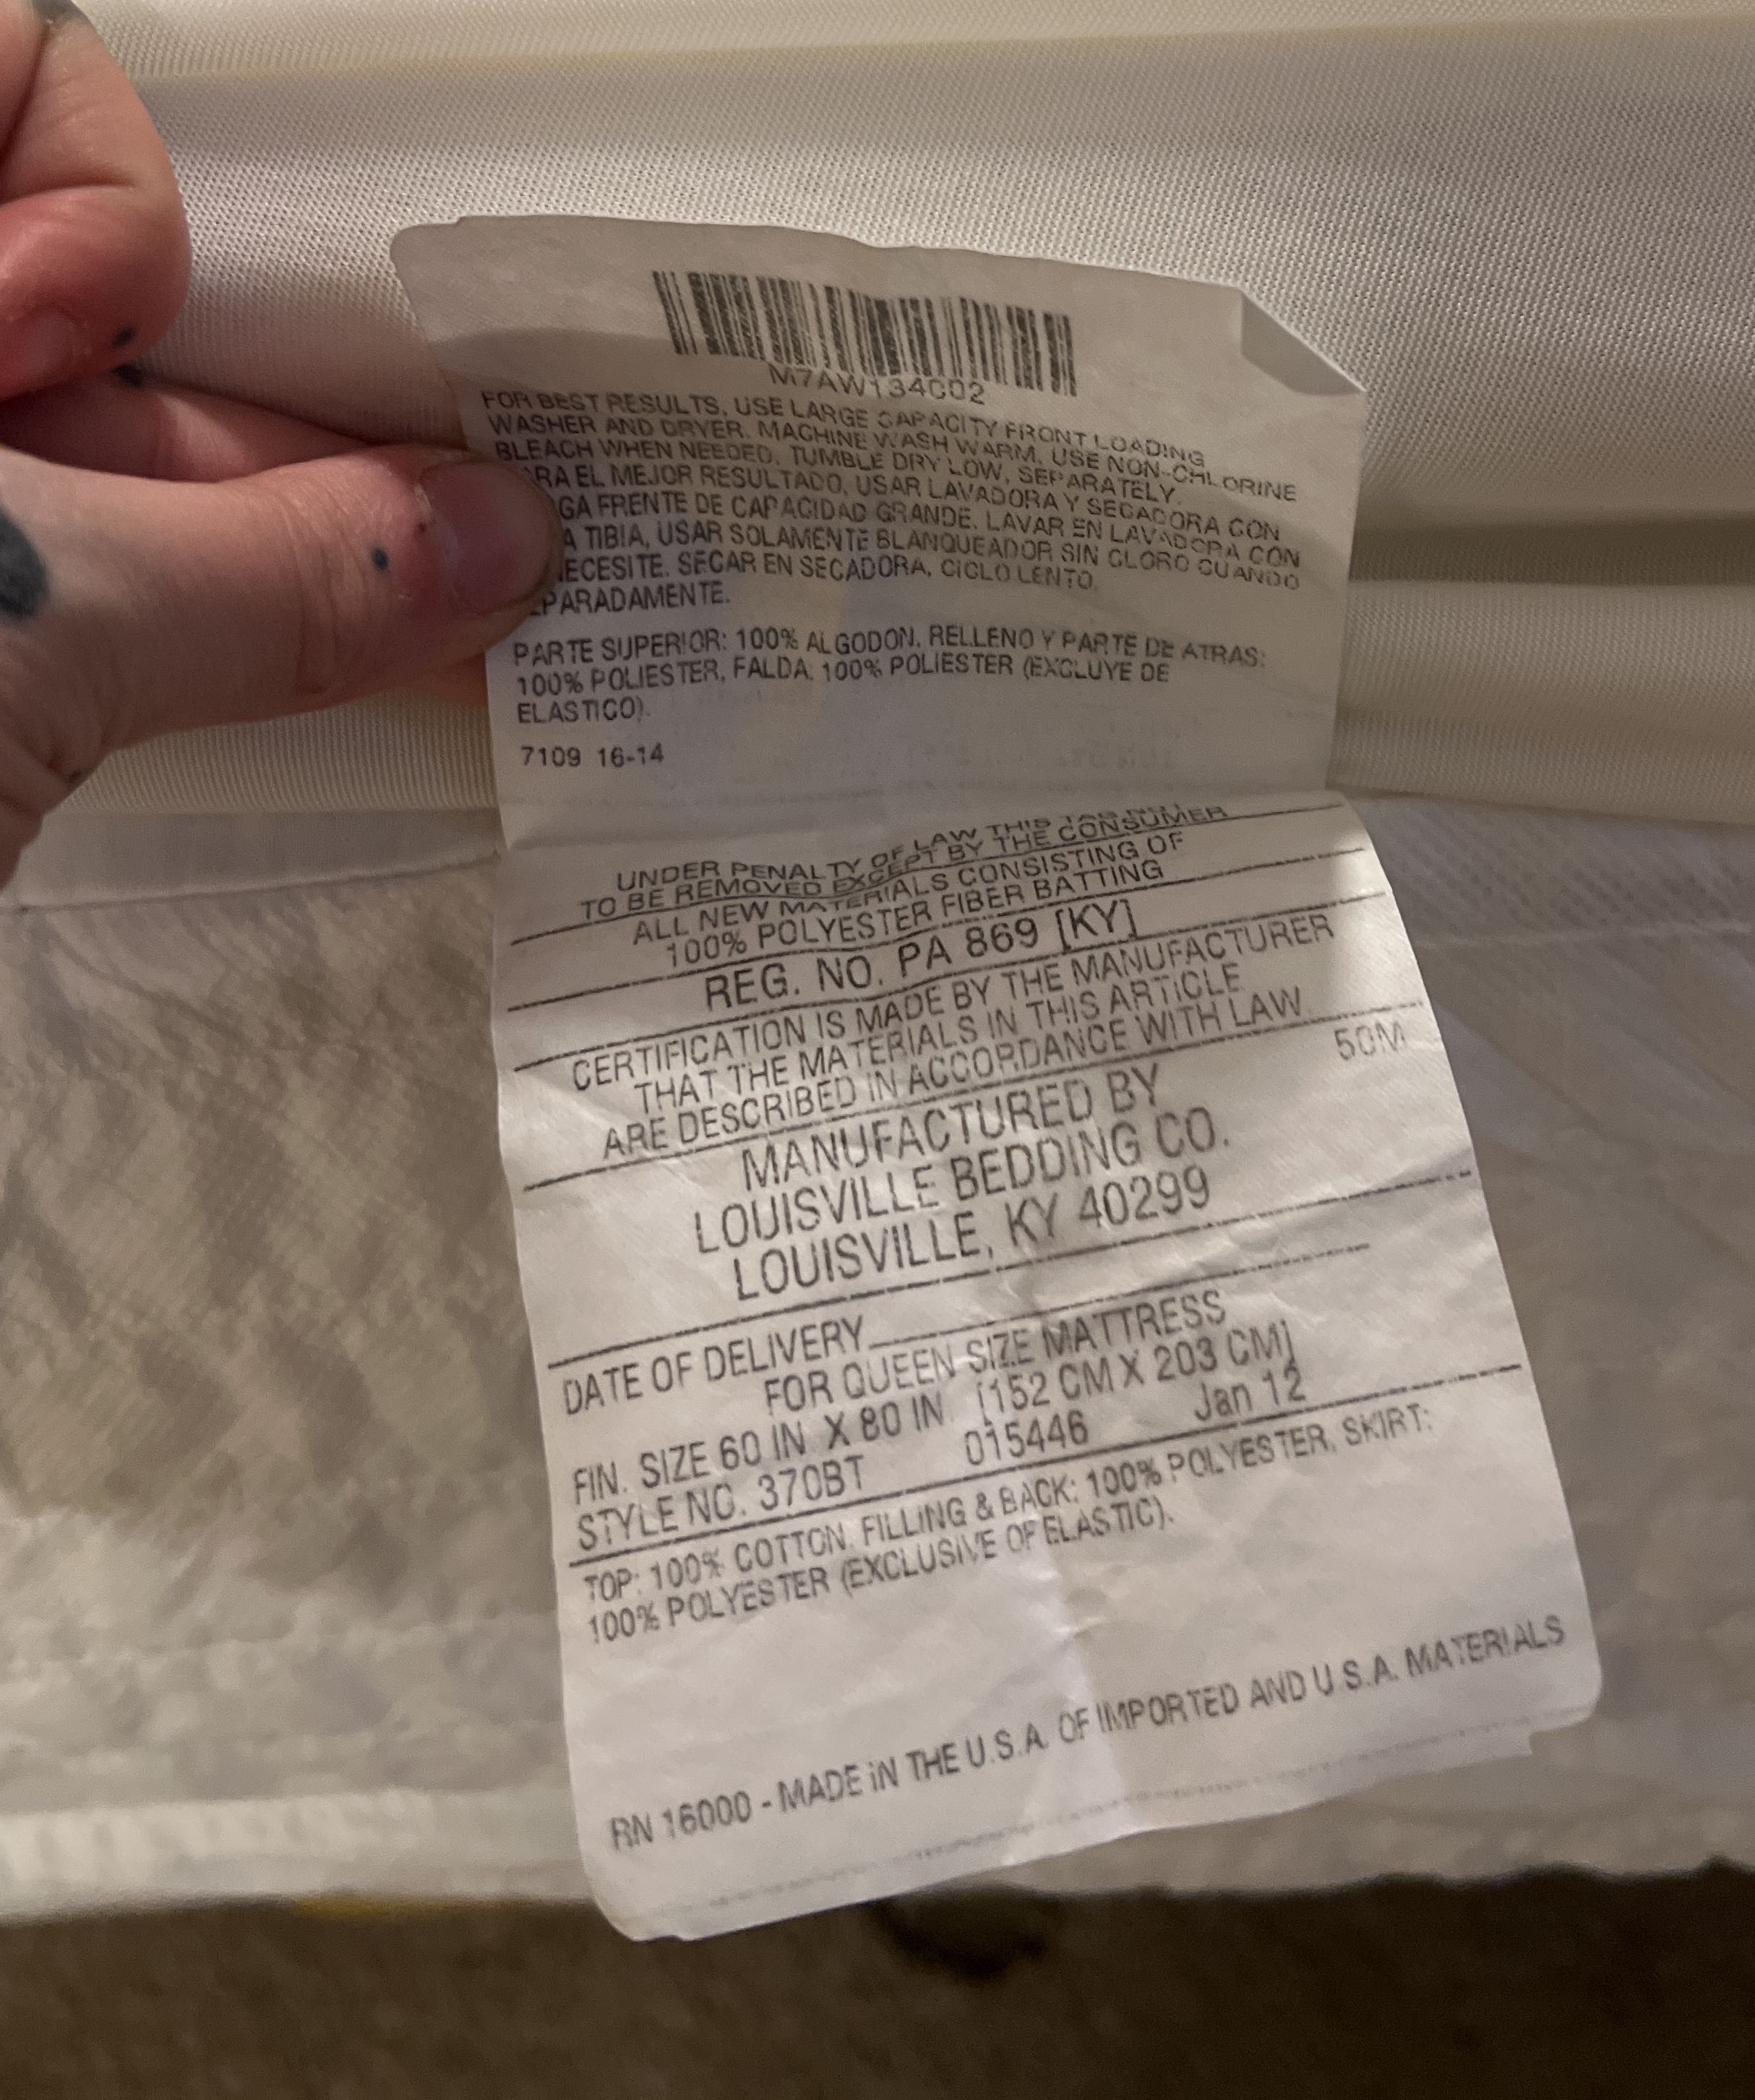 M7AW134C02
FOR BEST RESULTS, USE LARGE CAPACITY FRONT LOADING
WASHER AND DRYER. MACHINE WASH WARM. USE NON-CHLORINE
BLEACH WHEN NEEDED. TUMBLE DRY LOW, SEPARATELY.
EL MEJOR RESULTADO, USAR LAVADORA Y SECADORA CON
FRENTE DE CAPACIDAD GRANDE. LAVAR EN LAVADORA CON
TIBIA, USAR SOLAMENTE BLANQUEADOR SIN CLORO CUANDO
SECAR EN SECADORA, CICLO LENTO,
PARTE SUPERIOR: 100% ALGODON. RELLENO Y PARTE DE ATRAS:
100% POLIESTER, FALDA: 100% POLIESTER (EXCLUYE DE
ELASTICO).
7109 16-14
UNDER PENALTY OF LAW THIS TAG NOT
TO BE REMOVED EXCEPT BY THE CONSUMER
ALL NEW MATERIALS CONSISTING OF
100% POLYESTER FIBER BATTING
REG. NO. PA 869 [KY]
CERTIFICATION IS MADE BY THE MANUFACTURER
THAT THE MATERIALS IN THIS ARTICLE
ARE DESCRIBED IN ACCORDANCE WITH LAW
50M
MANUFACTURED BY
LOUISVILLE BEDDING CO.
LOUISVILLE, KY 40299
DATE OF DELIVERY
FOR QUEEN SIZE MATTRESS
FIN. SIZE 60 IN X 80 IN [152 CM X 203 CM]
STYLE NO. 370BT 015446 Jan 12
TOP: 100% COTTON. FILLING & BACK: 100% POLYESTER, SKIRT:
100% POLYESTER (EXCLUSIVE OF ELASTIC).
RN 16000 - MADE IN THE U.S.A. OF IMPORTED AND U.S.A. MATERIALS